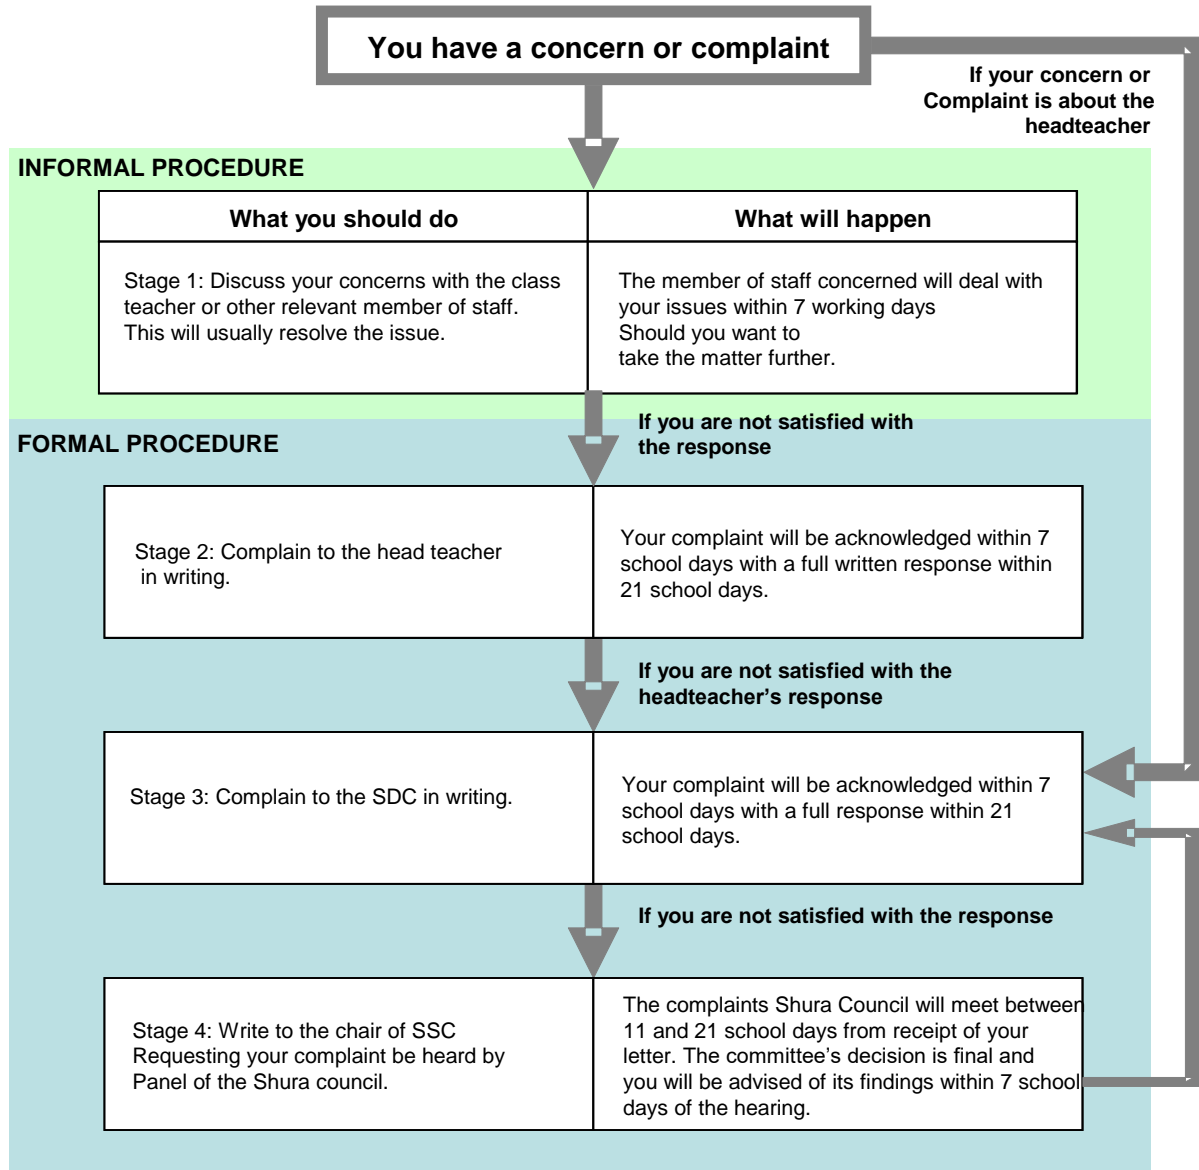 You have a concern or complaint
If your concern or
Complaint is about the
headteacher
INFORMAL PROCEDURE
What you should do
What will happen
Stage 1: Discuss your concerns with the class
teacher or other relevant member of staff.
This will usually resolve the issue.
The member of staff concerned will deal with
your issues within 7 working days
Should you want to
take the matter further.
If you are not satisfied with
the response
FORMAL PROCEDURE
Stage 2: Complain to the head teacher
in writing.
Your complaint will be acknowledged within 7
school days with a full written response within
21 school days.
If you are not satisfied with the
headteacher’s response
Stage 3: Complain to the SDC in writing.
Your complaint will be acknowledged within 7
school days with a full response within 21
school days.
If you are not satisfied with the response
Stage 4: Write to the chair of SSC
Requesting your complaint be heard by
Panel of the Shura council.
The complaints Shura Council will meet between
11 and 21 school days from receipt of your
letter. The committee’s decision is final and
you will be advised of its findings within 7 school
days of the hearing.